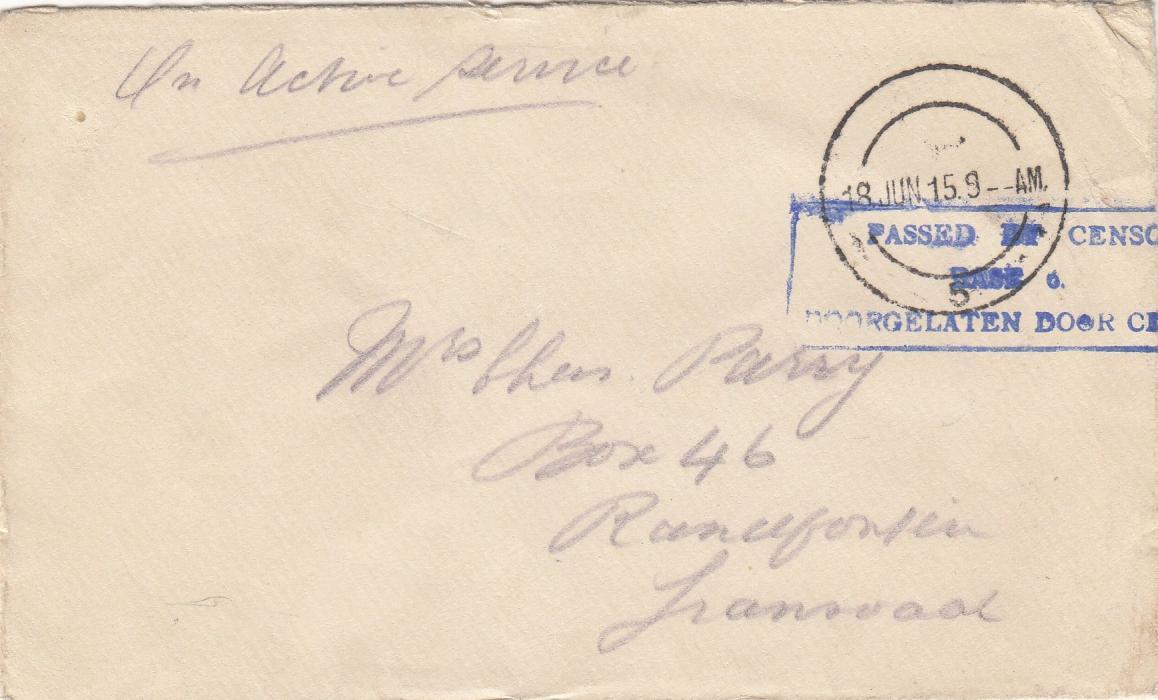 On Active Service
18 JUN 15. 9--AM.
5
PASSED BY CENSO
BASE 6.
DOORGELATEN DOOR CE
Mrs Chas. Parry
Box 46
Randfontein
Transvaal